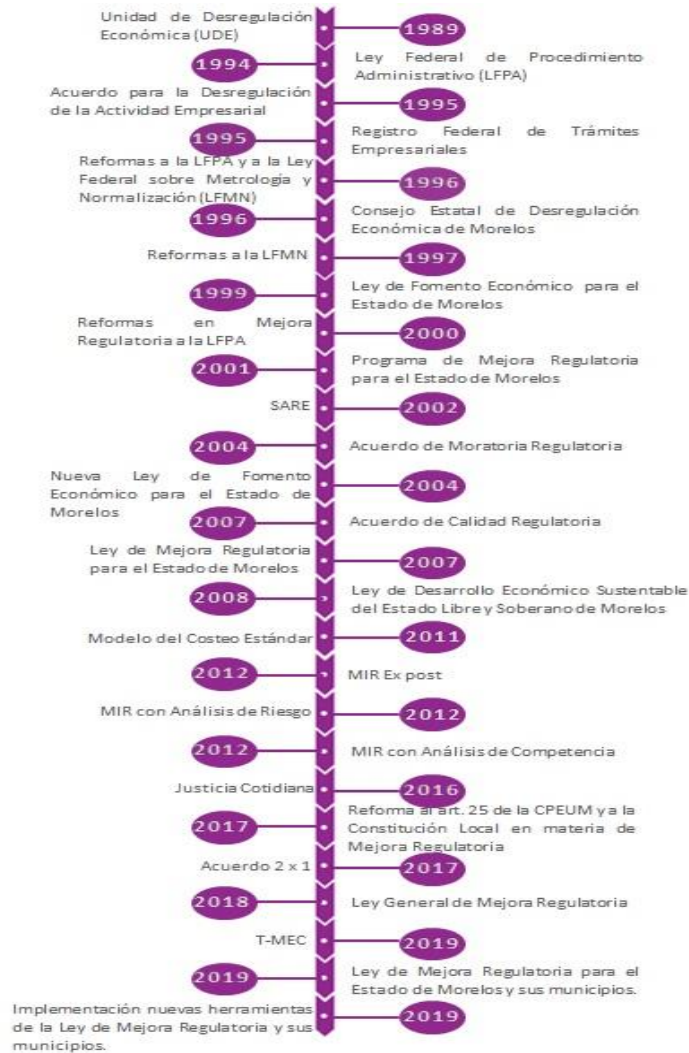 Unidad de Desregulación
Económica (UDE)
1989
1994
Ley Federal de Procedimiento
Administrativo (LFPA)
Acuerdo para la Desregulación
de la Actividad Empresarial
1995
1995
Registro Federal de Trámites
Empresariales
Reformas a la LFPA y a la Ley
Federal sobre Metrología y
Normalización (LFMN)
1996
1996
Consejo Estatal de Desregulación
Económica de Morelos
Reformas a la LFMN
1997
1999
Ley de Fomento Económico para el
Estado de Morelos
Reformas en Mejora
Regulatoria a la LFPA
2000
2001
Programa de Mejora Regulatoria
para el Estado de Morelos
SARE
2002
2004
Acuerdo de Moratoria Regulatoria
Nueva Ley de Fomento
Económico para el Estado de
Morelos
2004
2007
Acuerdo de Calidad Regulatoria
Ley de Mejora Regulatoria
para el Estado de Morelos
2007
2008
Ley de Desarrollo Económico Sustentable
del Estado Libre y Soberano de Morelos
Modelo del Costeo Estándar
2011
2012
MIR Ex post
MIR con Análisis de Riesgo
2012
2012
MIR con Análisis de Competencia
Justicia Cotidiana
2016
2017
Reforma al art. 25 de la CPEUM y a la
Constitución Local en materia de
Mejora Regulatoria
Acuerdo 2 x 1
2017
2018
Ley General de Mejora Regulatoria
T-MEC
2019
2019
Ley de Mejora Regulatoria para el
Estado de Morelos y sus municipios.
Implementación nuevas herramientas
de la Ley de Mejora Regulatoria y sus
municipios.
2019